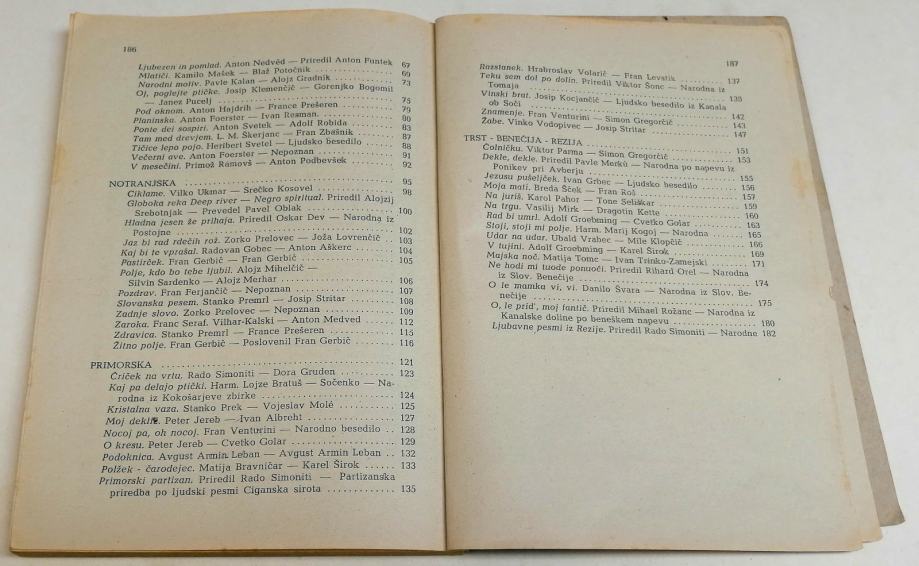 186
Ljubezen in pomlad. Anton Nedvěd — Priredil Anton Funtek 67
Mlatiči. Kamilo Mašek — Blaž Potočnik 69
Narodni motiv. Pavle Kalan — Alojz Gradnik 73
Oj, poglejte ptičke. Josip Klemenčič — Gorenjko Bogomil
— Janez Pucelj 75
Pod oknom. Anton Hajdrih — France Prešeren 79
Planinska. Anton Foerster — Ivan Resman. 80
Ponte dei sospiri. Anton Svetek — Adolf Robida 83
Tam med drevjem. L. M. Škerjanc — Fran Zbašnik 87
Tičice lepo pojo. Heribert Svetel — Ljudsko besedilo 88
Večerni ave. Anton Foerster — Nepoznan 91
V mesečini. Primož Ramovš — Anton Podbevšek 92
NOTRANJSKA 95
Ciklame. Vilko Ukmar — Srečko Kosovel 98
Globoka reka Deep river — Negro spiritual. Priredil Alojzij
Srebotnjak — Prevedel Pavel Oblak 100
Hladna jesen že prihaja. Priredil Oskar Dev — Narodna iz
Postojne 102
Jaz bi rad rdečih rož. Zorko Prelovec — Joža Lovrenčič 103
Kaj bi te vprašal. Radovan Gobec — Anton Aškerc 104
Pastirček. Fran Gerbič — Fran Gerbič 105
Polje, kdo bo tebe ljubil. Alojz Mihelčič —
Silvin Sardenko — Alojz Merhar 106
Pozdrav. Fran Ferjančič — Nepoznan 107
Slovanska pesem. Stanko Premrl — Josip Stritar 108
Zadnje slovo. Zorko Prelovec — Nepoznan 109
Zaroka. Franc Seraf. Vilhar-Kalski — Anton Medved 112
Zdravica. Stanko Premrl — France Prešeren 115
Žitno polje. Fran Gerbič — Poslovenil Fran Gerbič 116
PRIMORSKA 121
Čriček na vrtu. Rado Simoniti — Dora Gruden 123
Kaj pa delajo ptički. Harm. Lojze Bratuš — Sočenko — Na-
rodna iz Kokošarjeve zbirke 124
Kristalna vaza. Stanko Prek — Vojeslav Molé 125
Moj deklič. Peter Jereb — Ivan Albreht 127
Nocoj pa, oh nocoj. Fran Venturini — Narodno besedilo 128
O kresu. Peter Jereb — Cvetko Golar 129
Podoknica. Avgust Armin Leban — Avgust Armin Leban 132
Polžek - čarodejec. Matija Bravničar — Karel Širok 133
Primorski partizan. Priredil Rado Simoniti — Partizanska
priredba po ljudski pesmi Ciganska sirota 135
187
Razstanek. Hrabroslav Volarič — Fran Levstik 137
Teku sem dol po dolin. Priredil Viktor Šonc — Narodna iz
Tomaja 139
Vinski brat. Josip Kocjančič — Ljudsko besedilo iz Kanala
ob Soči 142
Znamenje. Fran Venturini — Simon Gregorčič 143
Žabe. Vinko Vodopivec — Josip Stritar 147
TRST - BENEČIJA - REZIJA 151
Čolničku. Viktor Parma — Simon Gregorčič 153
Dekle, dekle. Priredil Pavle Merkù — Narodna po napevu iz
Ponikev pri Avberju 155
Jezusu pušeljček. Ivan Grbec — Ljudsko besedilo 156
Moja mati. Breda Šček — Fran Roš 157
Na juriš. Karol Pahor — Tone Seliškar 159
Na trgu. Vasilij Mirk — Dragotin Kette 160
Rad bi umrl. Adolf Groebming — Cvetko Golar 163
Stoji, stoji mi polje. Harm. Marij Kogoj — Narodna 165
Udar na udar. Ubald Vrabec — Mile Klopčič 166
V tujini. Adolf Groebming — Karel Širok 169
Majska noč. Matija Tomc — Ivan Trinko-Zamejski 171
Ne hodi mi tuode ponuoči. Priredil Rihard Orel — Narodna
iz Slov. Benečije 174
O le mamka vi, vi. Danilo Švara — Narodna iz Slov. Be-
nečije 175
O, le prid', moj fantič. Priredil Mihael Rožanc — Narodna iz
Kanalske doline po beneškem napevu 180
Ljubavne pesmi iz Rezije. Priredil Rado Simoniti — Narodne 182